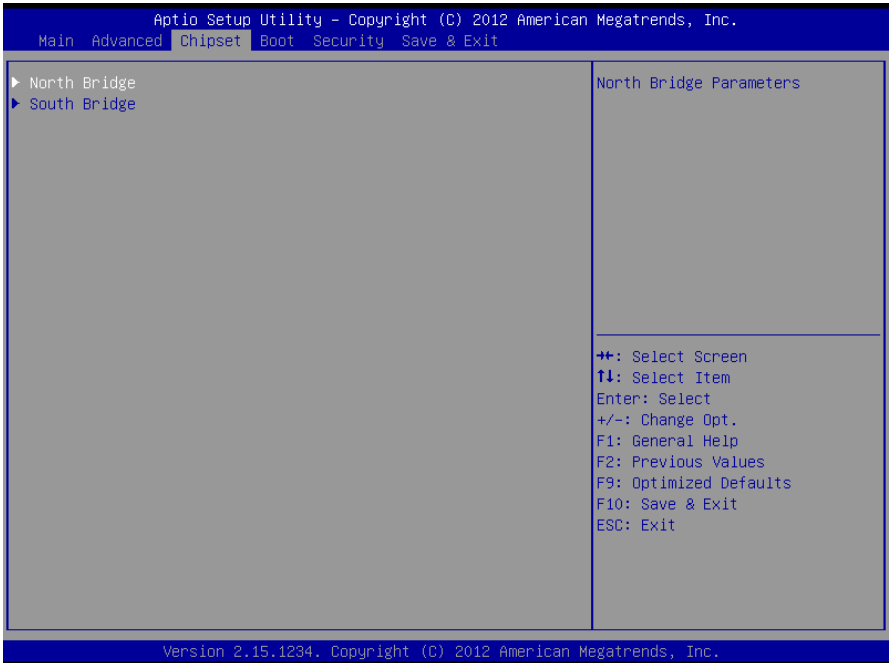 Aptio Setup Utility – Copyright (C) 2012 American Megatrends, Inc.
Main Advanced Chipset Boot Security Save & Exit
▶ North Bridge
▶ South Bridge
North Bridge Parameters
→←: Select Screen
↑↓: Select Item
Enter: Select
+/-: Change Opt.
F1: General Help
F2: Previous Values
F9: Optimized Defaults
F10: Save & Exit
ESC: Exit
Version 2.15.1234. Copyright (C) 2012 American Megatrends, Inc.